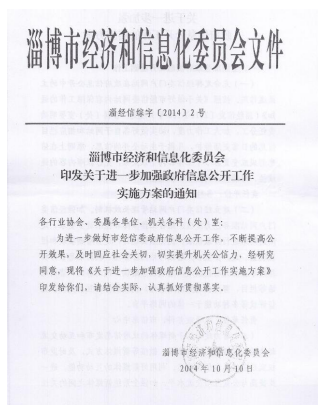 淄博市经济和信息化委员会文件
淄经信综字〔2014〕2号
淄博市经济和信息化委员会
印发关于进一步加强政府信息公开工作
实施方案的通知
各行业协会、委属各单位、机关各科（处）室：
为进一步做好市经信委政府信息公开工作，不断提高公
开效果，及时回应社会关切，切实提升机关公信力，经研究
同意，现将《关于进一步加强政府信息公开工作实施方案》
印发给你们，请结合实际，认真抓好贯彻落实。
淄博市经济和信息化委员会
2014年10月10日